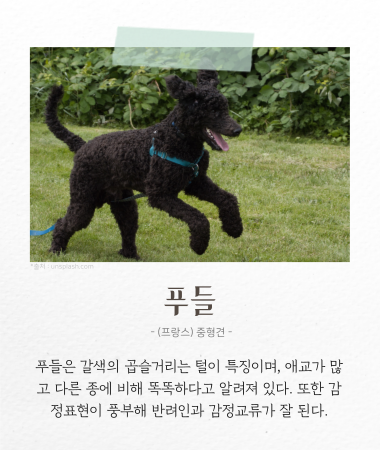 *출처 : unsplash.com
푸들
- (프랑스) 중형견 -
푸들은 갈색의 곱슬거리는 털이 특징이며, 애교가 많
고 다른 종에 비해 똑똑하다고 알려져 있다. 또한 감
정표현이 풍부해 반려인과 감정교류가 잘 된다.